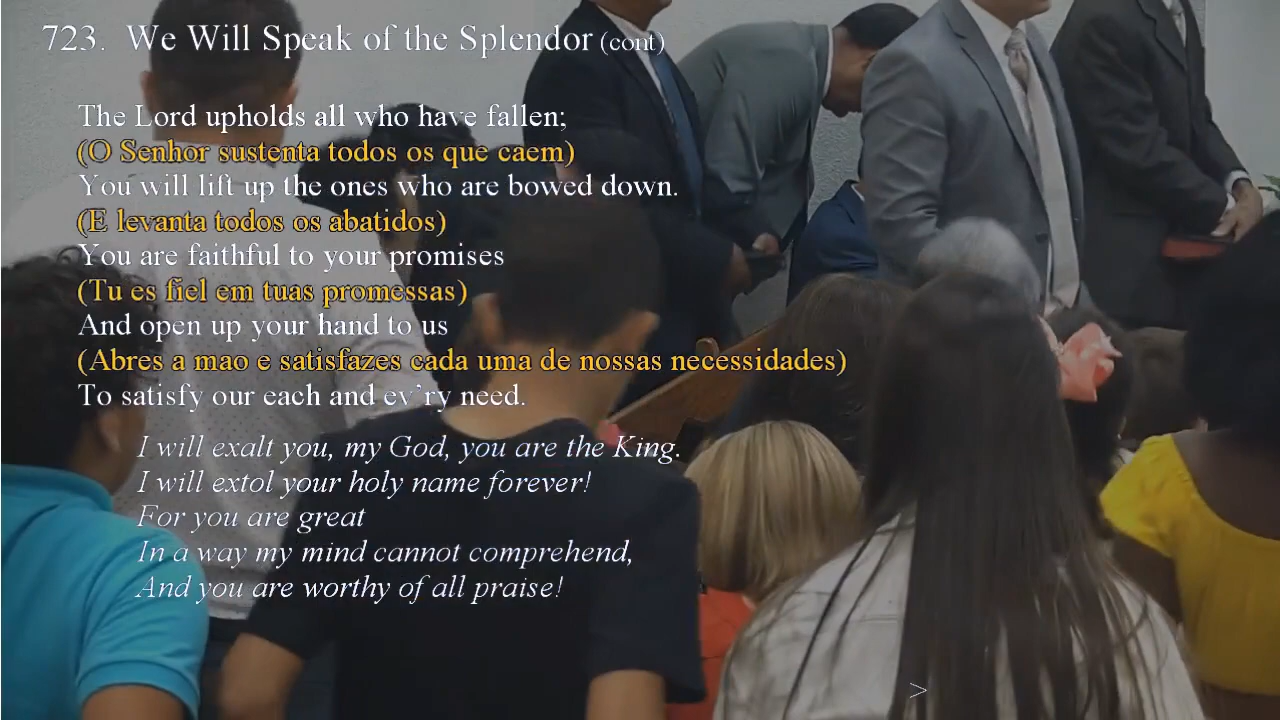 723. We Will Speak of the Splendor (cont)
The Lord upholds all who have fallen;
(O Senhor sustenta todos os que caem)
You will lift up the ones who are bowed down.
(E levanta todos os abatidos)
You are faithful to your promises
(Tu es fiel em tuas promessas)
And open up your hand to us
(Abres a mao e satisfazes cada uma de nossas necessidades)
To satisfy our each and ev'ry need.
I will exalt you, my God, you are the King.
I will extol your holy name forever!
For you are great
In a way my mind cannot comprehend,
And you are worthy of all praise!
>